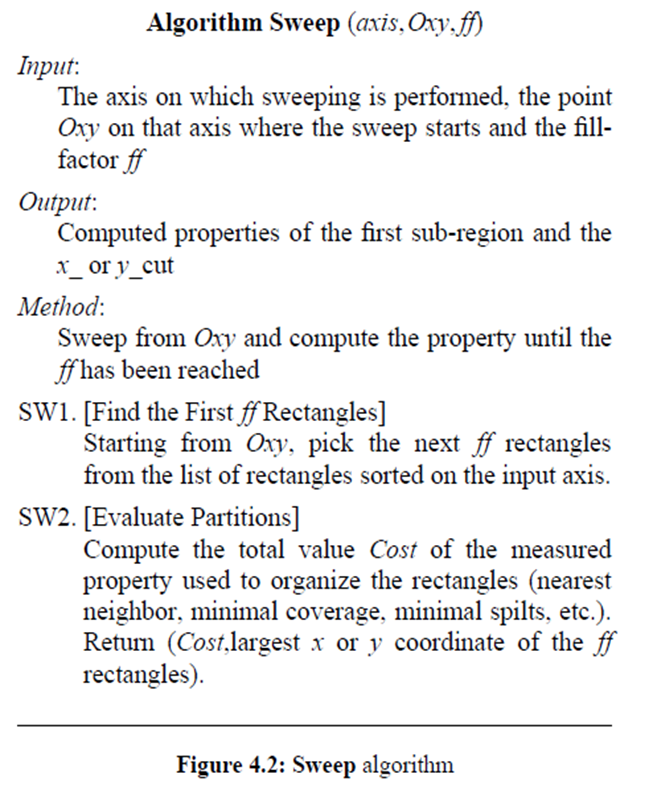 Algorithm Sweep (axis,Oxy,ff)
Input:
The axis on which sweeping is performed, the point
Oxy on that axis where the sweep starts and the fill-
factor ff
Output:
Computed properties of the first sub-region and the
x_ or y_cut
Method:
Sweep from Oxy and compute the property until the
ff has been reached
SW1. [Find the First ff Rectangles]
Starting from Oxy, pick the next ff rectangles
from the list of rectangles sorted on the input axis.
SW2. [Evaluate Partitions]
Compute the total value Cost of the measured
property used to organize the rectangles (nearest
neighbor, minimal coverage, minimal spilts, etc.).
Return (Cost,largest x or y coordinate of the ff
rectangles).
Figure 4.2: Sweep algorithm